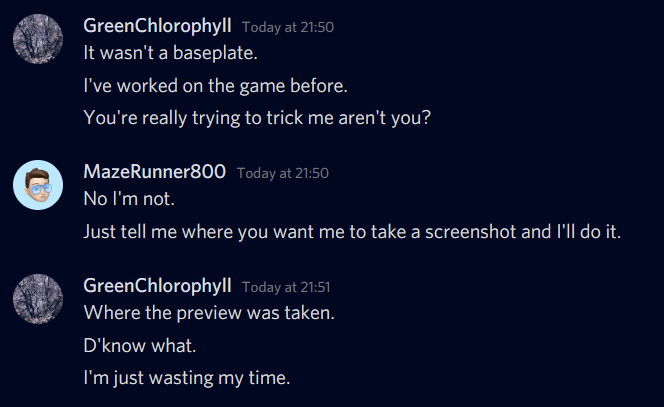 GreenChlorophyll Today at 21:50
It wasn't a baseplate.
I've worked on the game before.
You're really trying to trick me aren't you?
MazeRunner800 Today at 21:50
No I'm not.
Just tell me where you want me to take a screenshot and I'll do it.
GreenChlorophyll Today at 21:51
Where the preview was taken.
D'know what.
I'm just wasting my time.